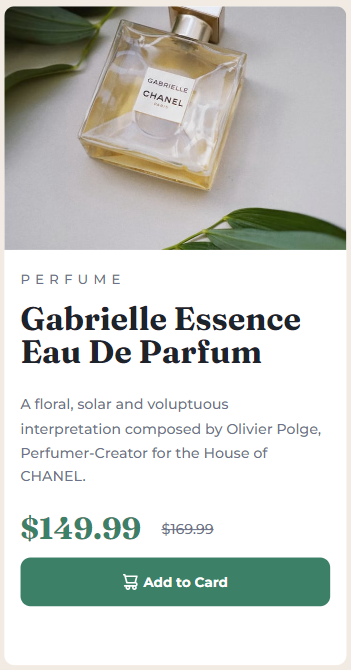 GABRIELLE
CHANEL
PARIS
PERFUME
Gabrielle Essence
Eau De Parfum
A floral, solar and voluptuous
interpretation composed by Olivier Polge,
Perfumer-Creator for the House of
CHANEL.
$149.99 $169.99
Add to Card